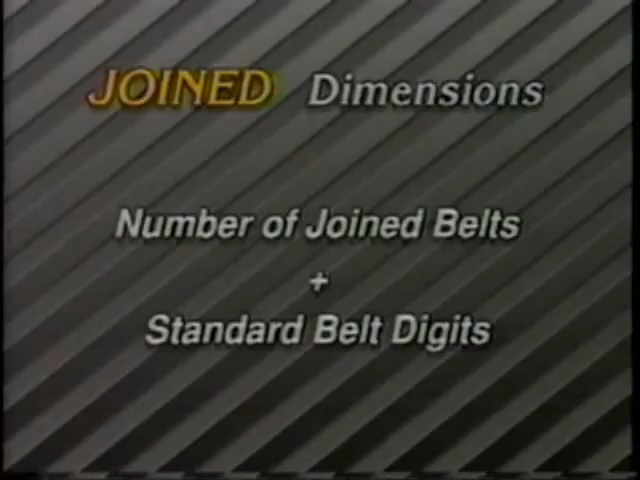 JOINED Dimensions
Number of Joined Belts
+
Standard Belt Digits